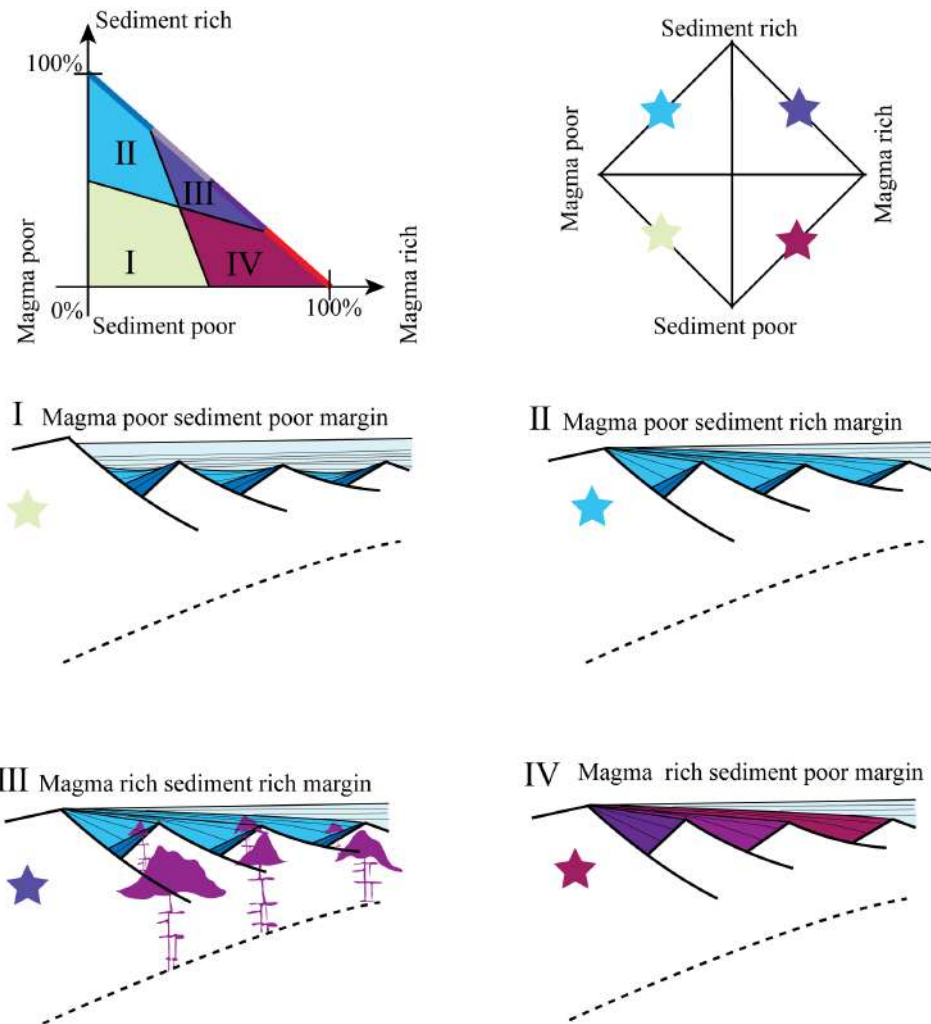 Sediment rich
100%
II
III
I
IV
Magma poor
0%
Sediment poor
100%
Magma rich
Sediment rich
Magma poor
Magma rich
Sediment poor
I Magma poor sediment poor margin
II Magma poor sediment rich margin
III Magma rich sediment rich margin
IV Magma rich sediment poor margin